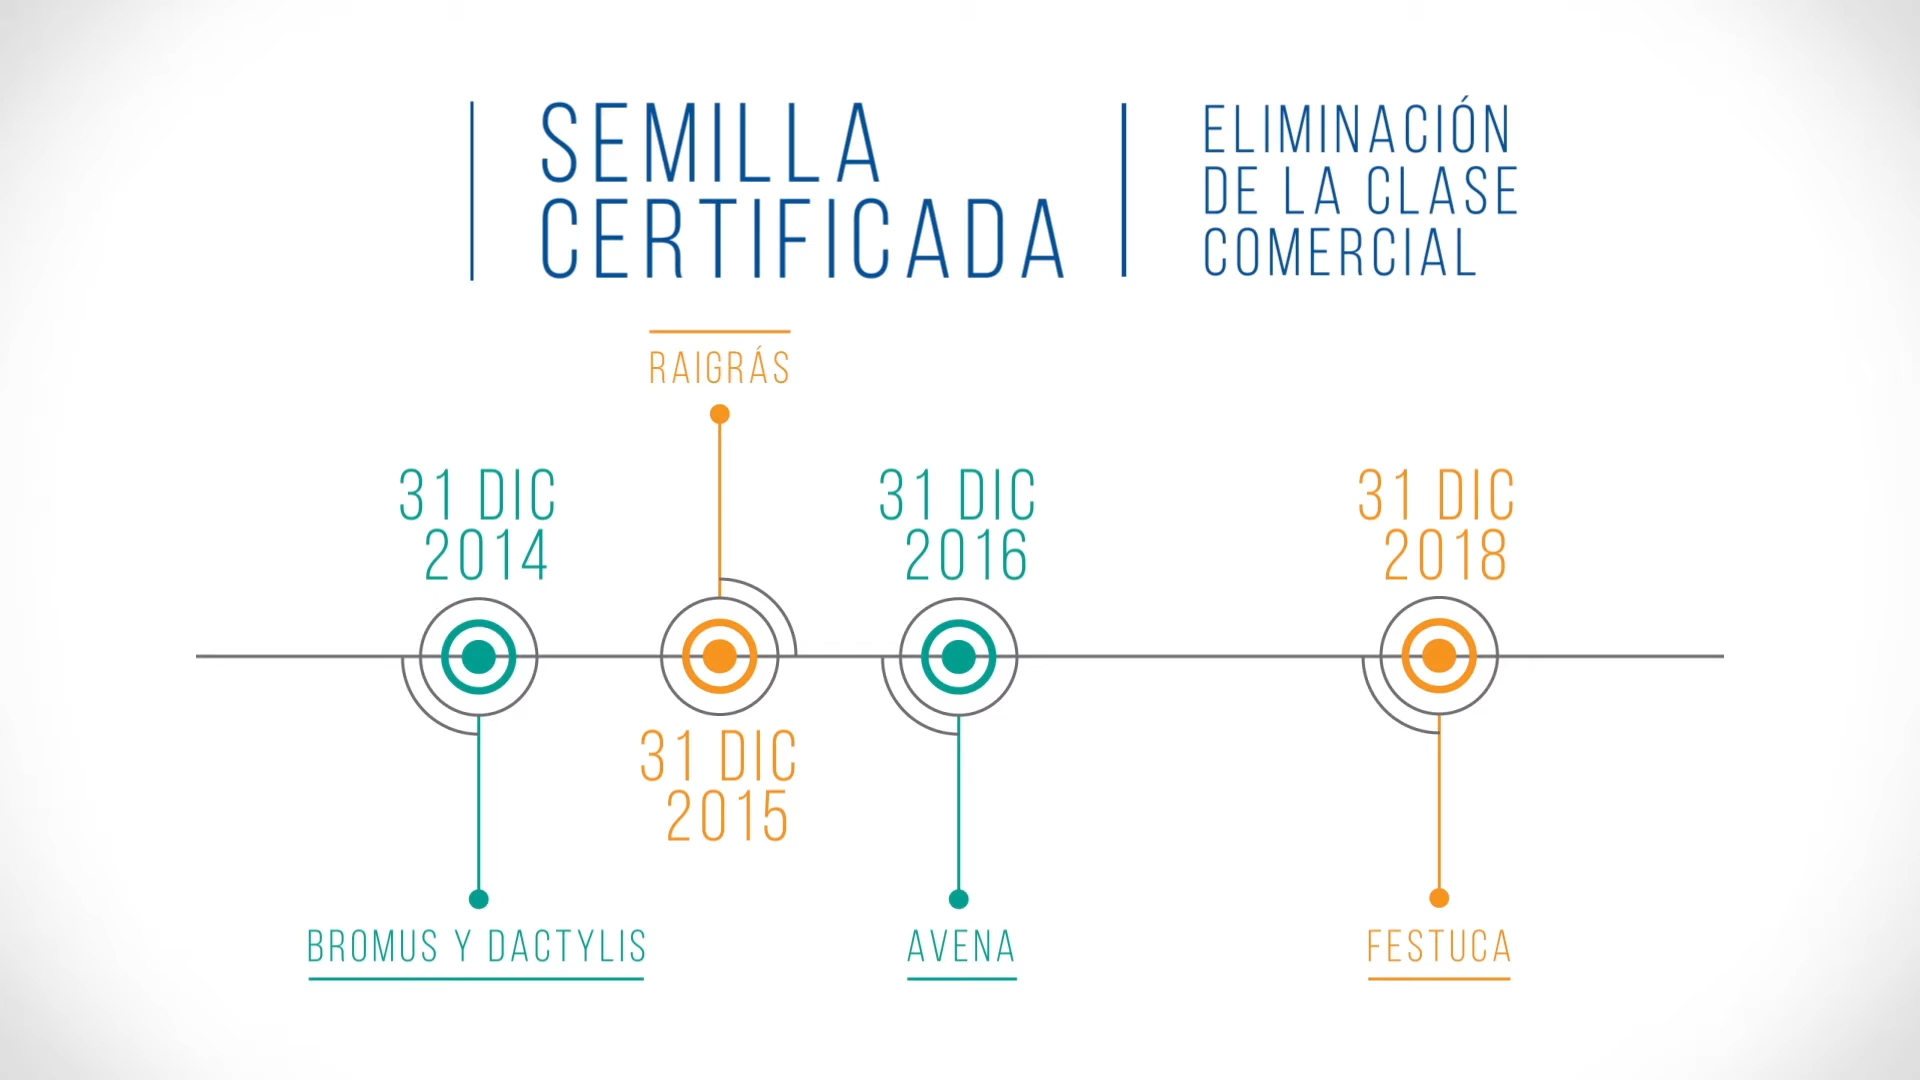 SEMILLA
CERTIFICADA
ELIMINACIÓN
DE LA CLASE
COMERCIAL
RAIGRÁS
31 DIC
2014
31 DIC
2016
31 DIC
2018
31 DIC
2015
BROMUS Y DACTYLIS
AVENA
FESTUCA